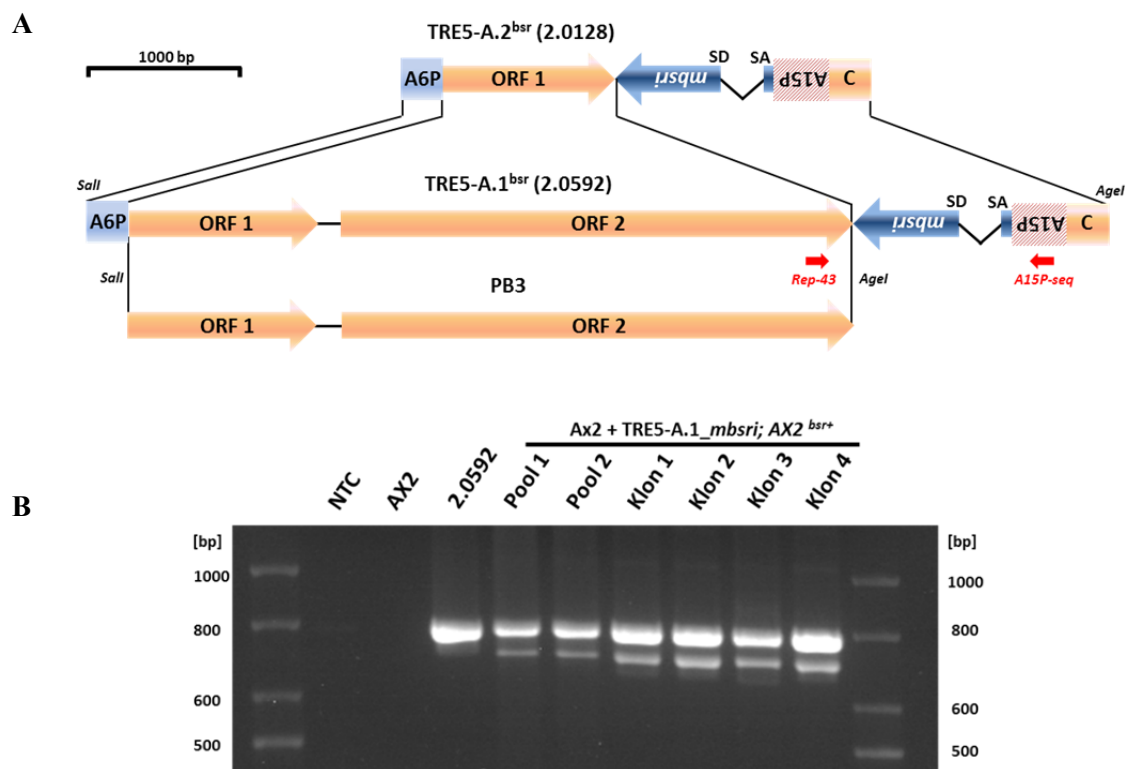 A
TRE5-A.2bsr (2.0128)
1000 bp
A6P
ORF 1
mbsri
SD
SA
A15P
C
SalI
TRE5-A.1bsr (2.0592)
AgeI
A6P
ORF 1
ORF 2
mbsri
SD
SA
A15P
C
SalI
PB3
Rep-43
AgeI
A15P-seq
ORF 1
ORF 2
Ax2 + TRE5-A.1_mbsri; AX2 bsr+
NTC
AX2
2.0592
Pool 1
Pool 2
Klon 1
Klon 2
Klon 3
Klon 4
B
[bp]
[bp]
1000
1000
800
800
600
600
500
500